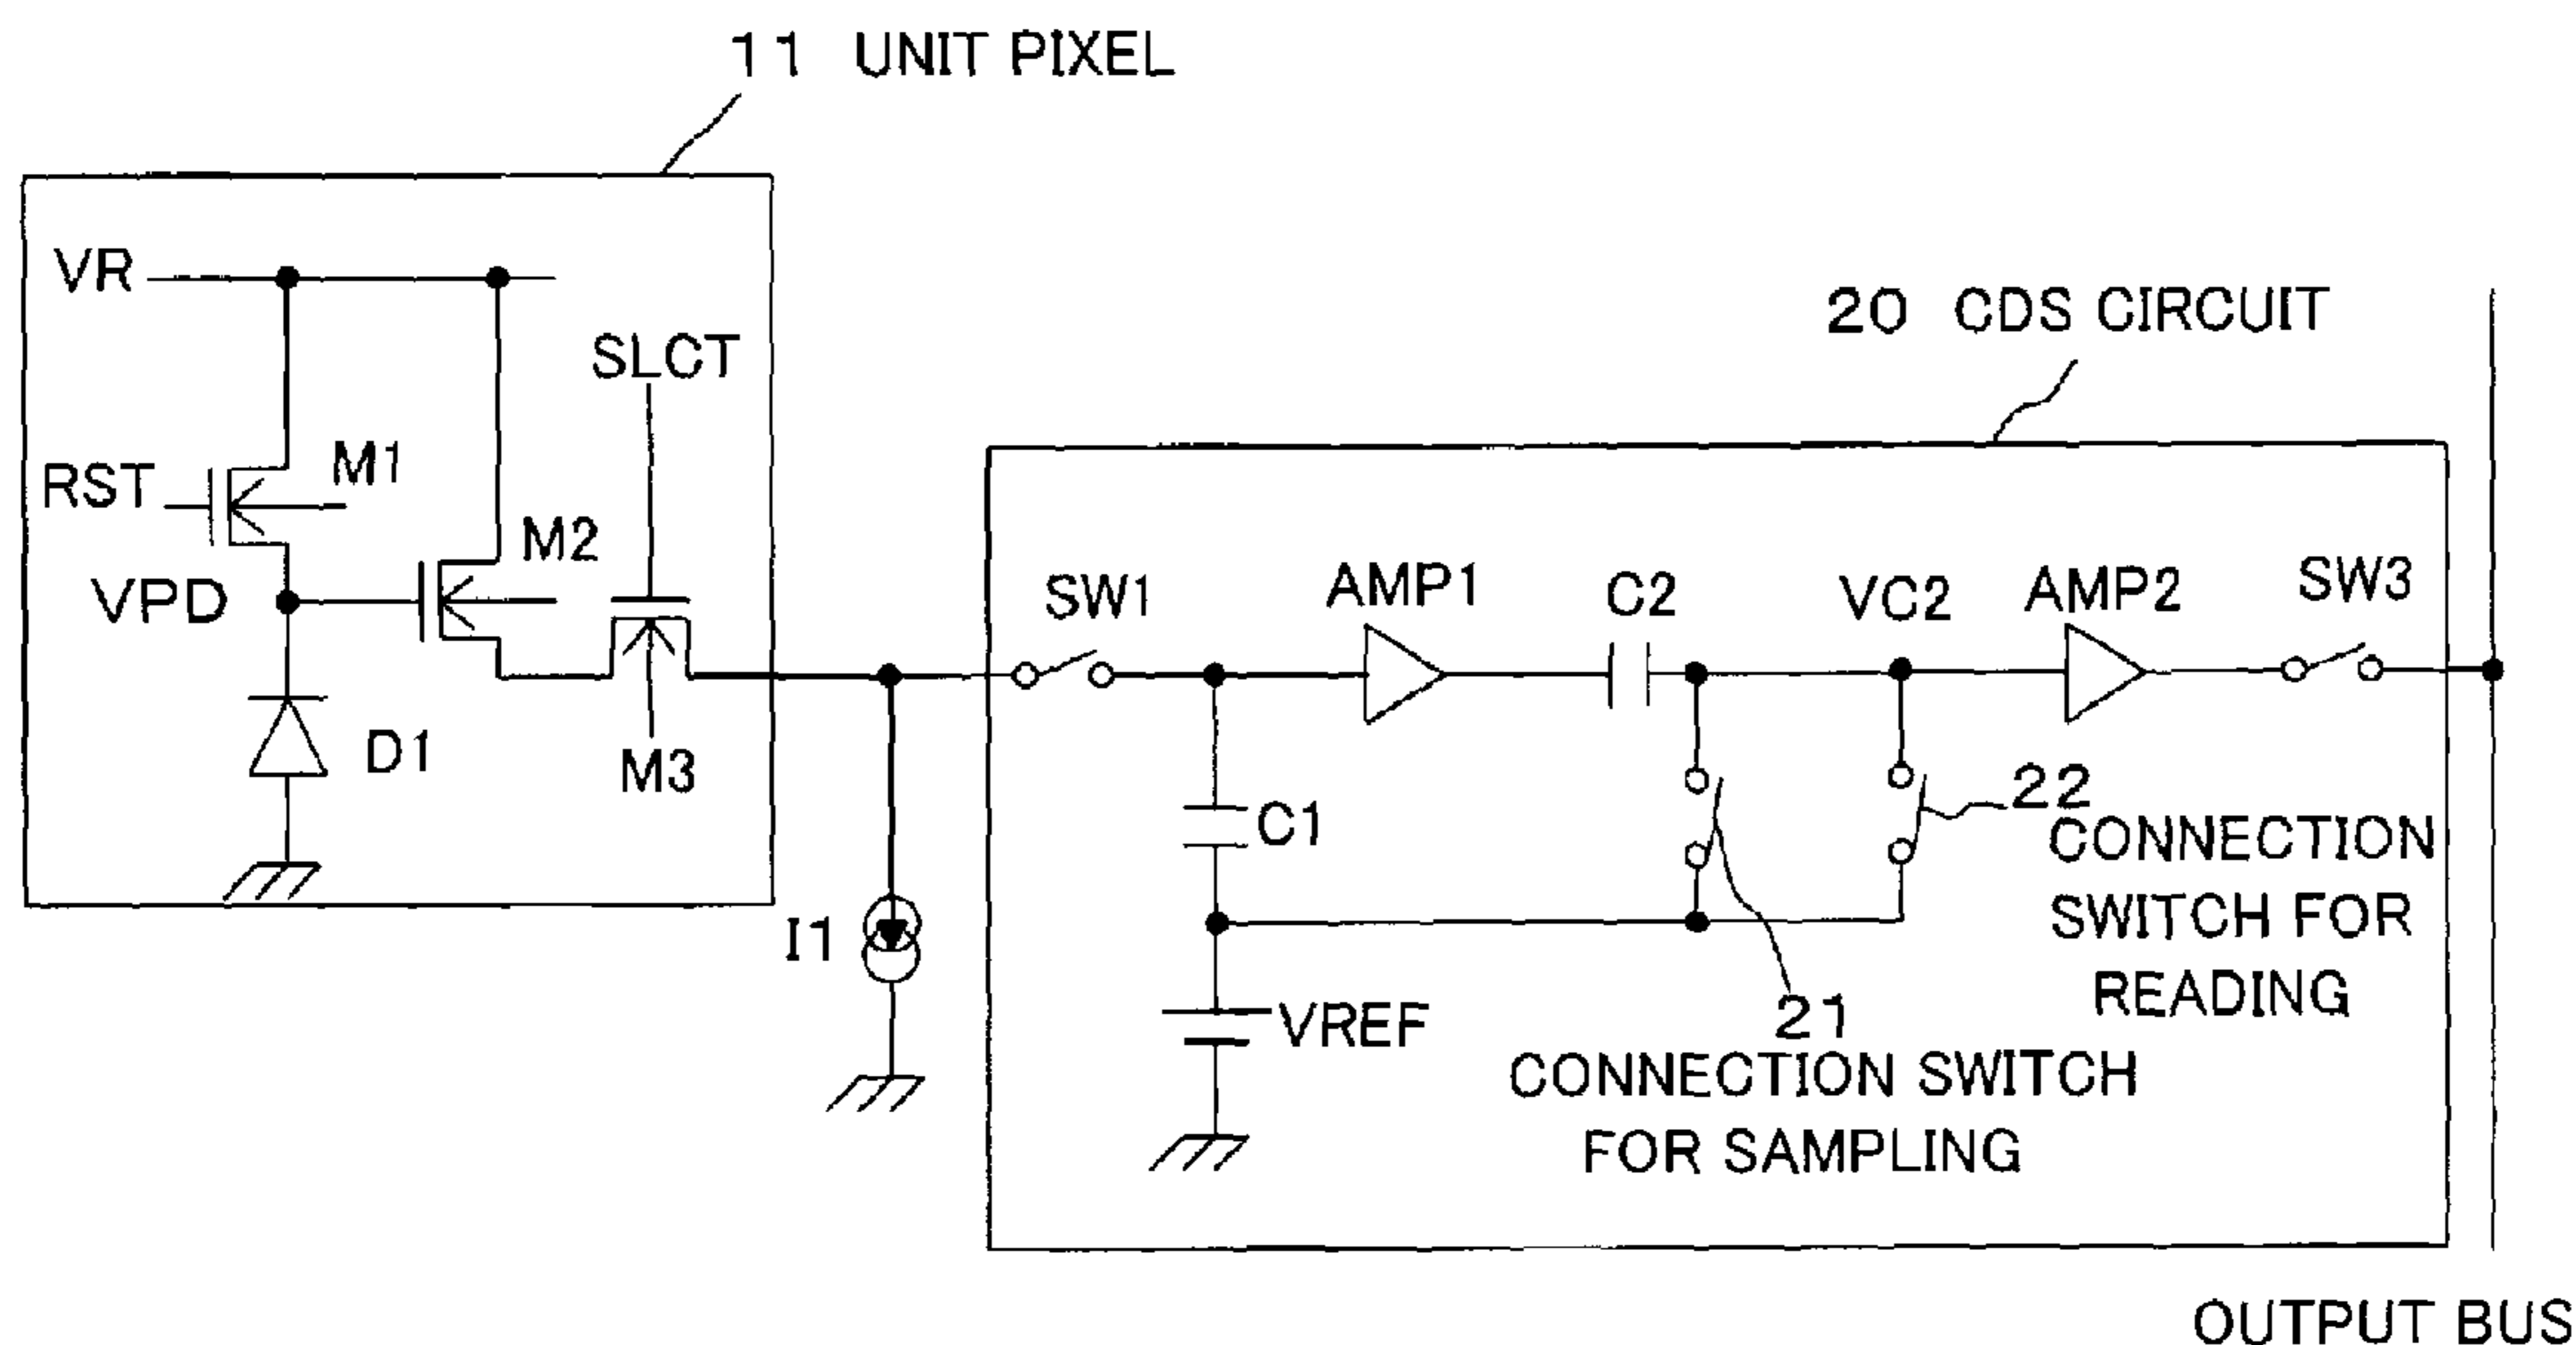 11 UNIT PIXEL
VR
SLCT
20 CDS CIRCUIT
RST
M1
M2
VPD
SW1
AMP1
C2
VC2
AMP2
SW3
D1
M3
22
C1
CONNECTION
SWITCH FOR
READING
I1
VREF
21
CONNECTION SWITCH
FOR SAMPLING
OUTPUT BUS